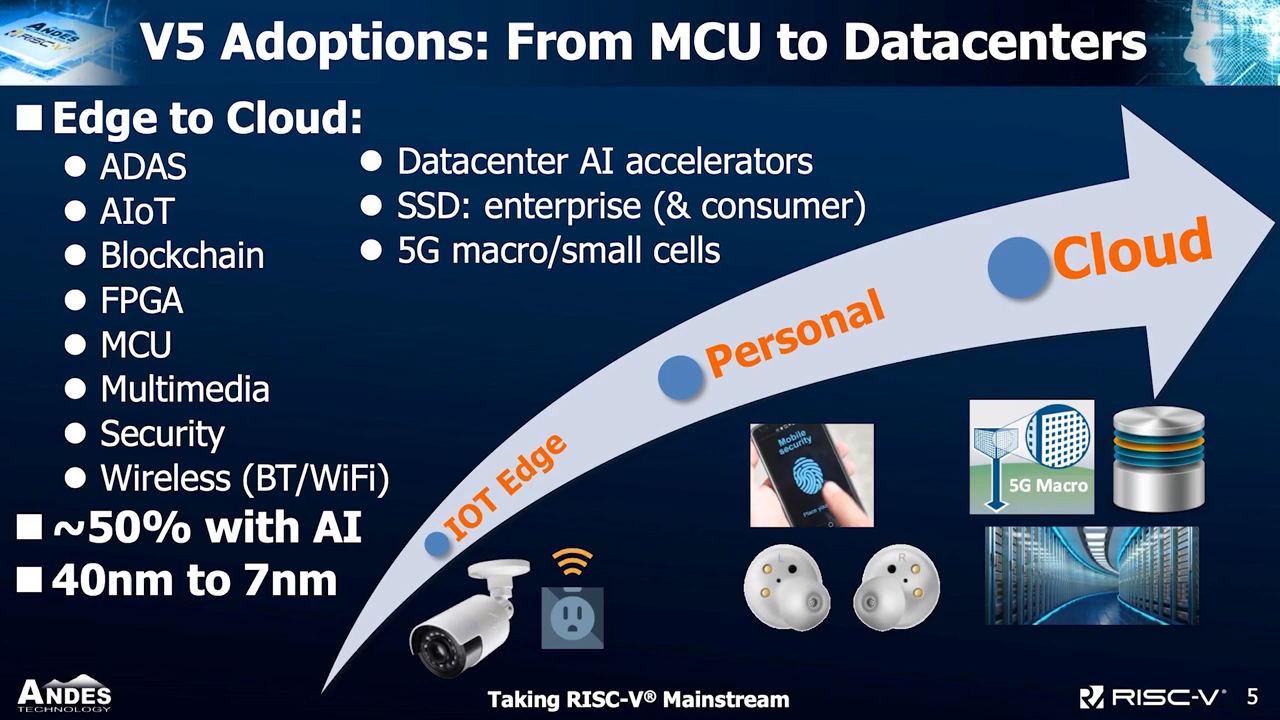 V5 Adoptions: From MCU to Datacenters
Edge to Cloud:
ADAS
AIoT
Blockchain
FPGA
MCU
Multimedia
Security
Wireless (BT/WiFi)
Datacenter AI accelerators
SSD: enterprise (& consumer)
5G macro/small cells
~50% with AI
40nm to 7nm
IOT Edge
Personal
Cloud
Mobile
security
5G Macro
L
R
ANDES
TECHNOLOGY
Taking RISC-V® Mainstream
RISC-V®
5